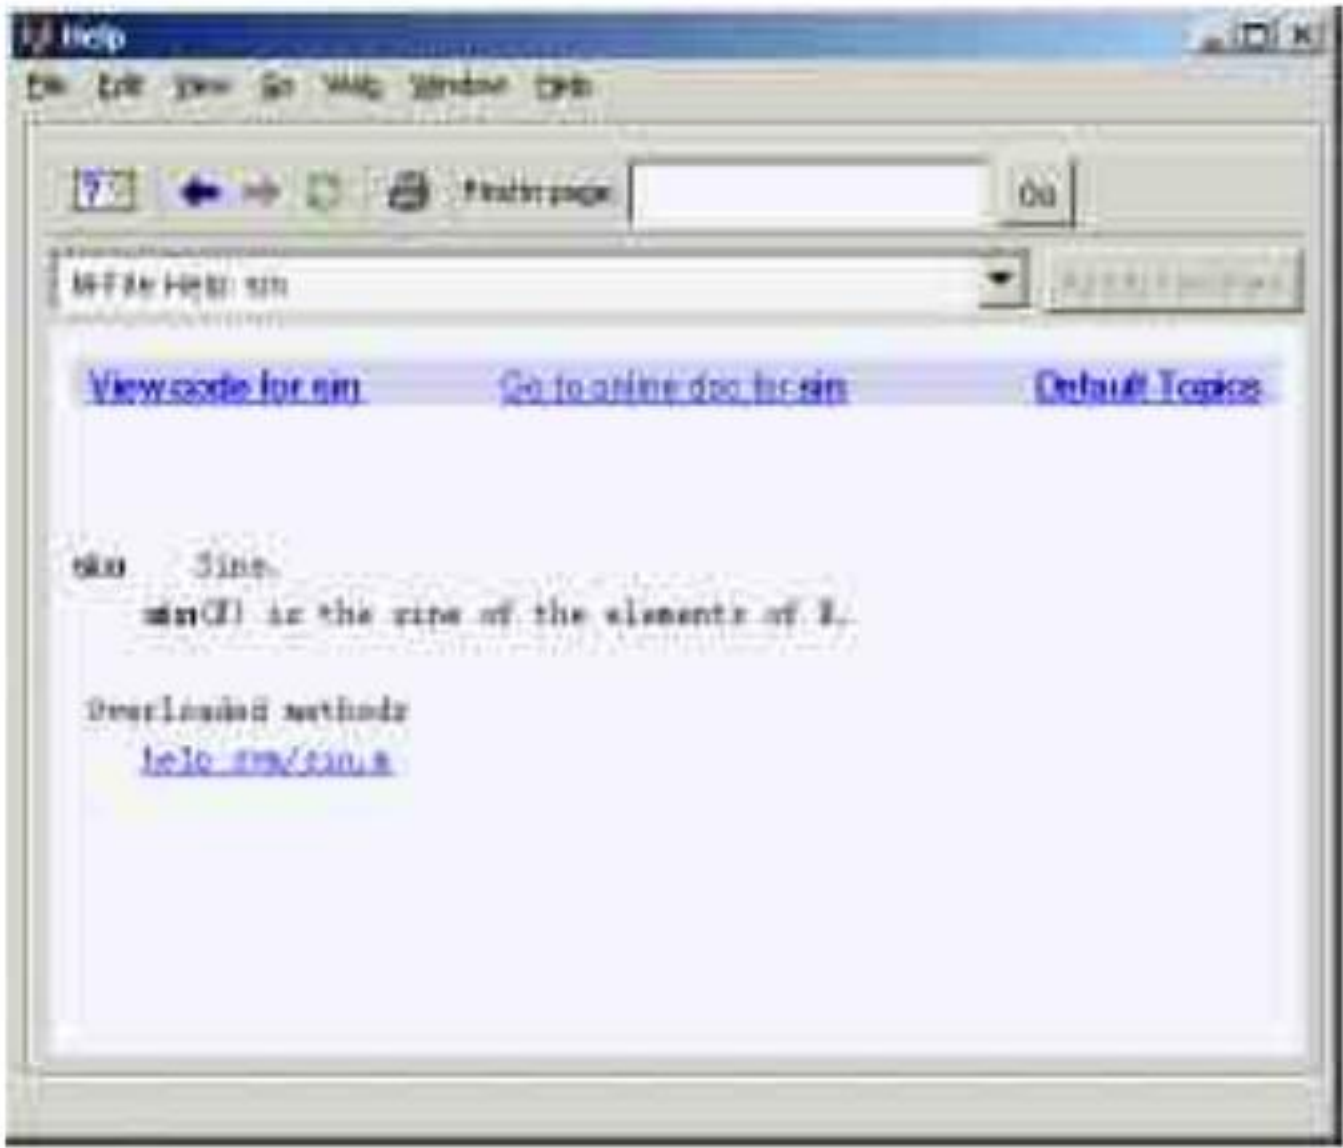 Help
File Edit View Go Web Window Help
Find in page: Go
M-File Help: sin
View code for sin Go to online doc for sin Default Topics
sin Sine.
sin(X) is the sine of the elements of X.
Overloaded methods
help sym/sin.m